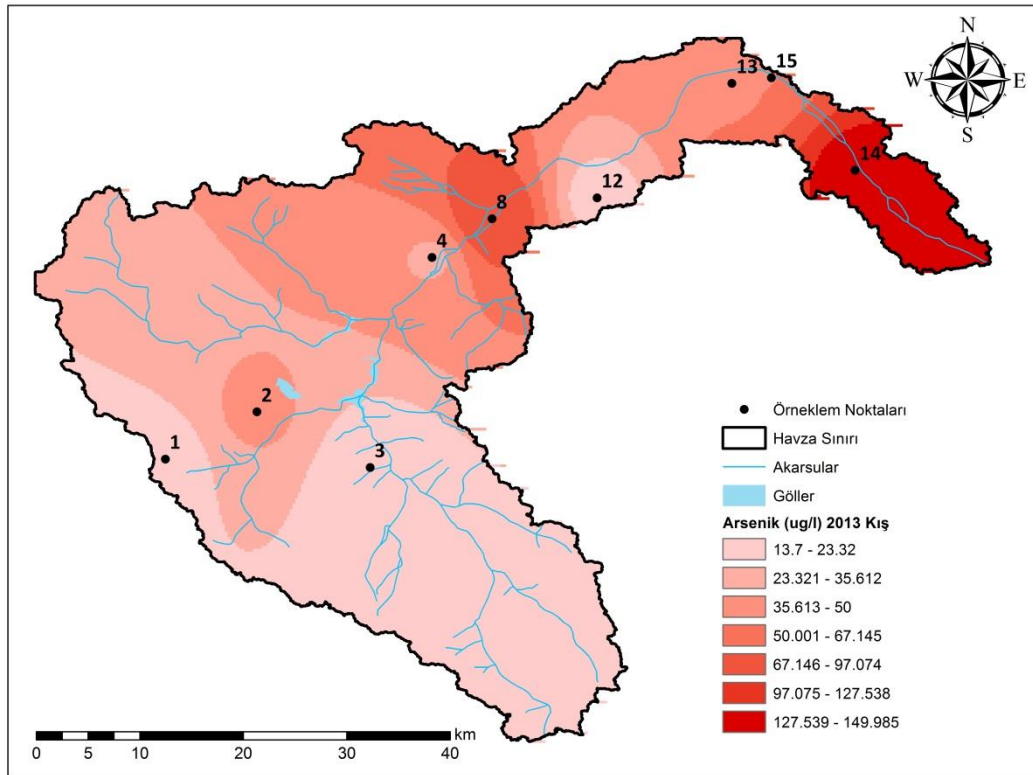 N
W E
S
13
15
14
12
8
4
2
1
3
Örneklem Noktaları
Havza Sınırı
Akarsular
Göller
Arsenik (ug/l) 2013 Kış
13.7 - 23.32
23.321 - 35.612
35.613 - 50
50.001 - 67.145
67.146 - 97.074
97.075 - 127.538
127.539 - 149.985
km
0 5 10 20 30 40